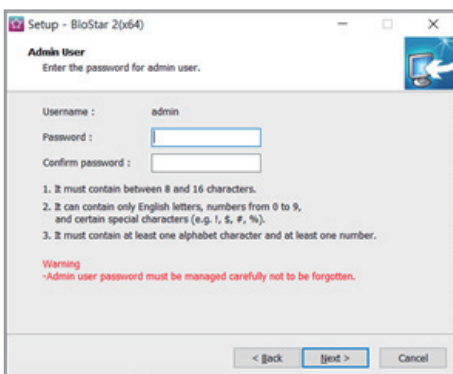 Setup - BioStar 2(x64)
Admin User
Enter the password for admin user.
Username : admin
Password :
Confirm password :
1. It must contain between 8 and 16 characters.
2. It can contain only English letters, numbers from 0 to 9,
and certain special characters (e.g. !, $, #, %).
3. It must contain at least one alphabet character and at least one number.
Warning
-Admin user password must be managed carefully not to be forgotten.
< Back Next > Cancel